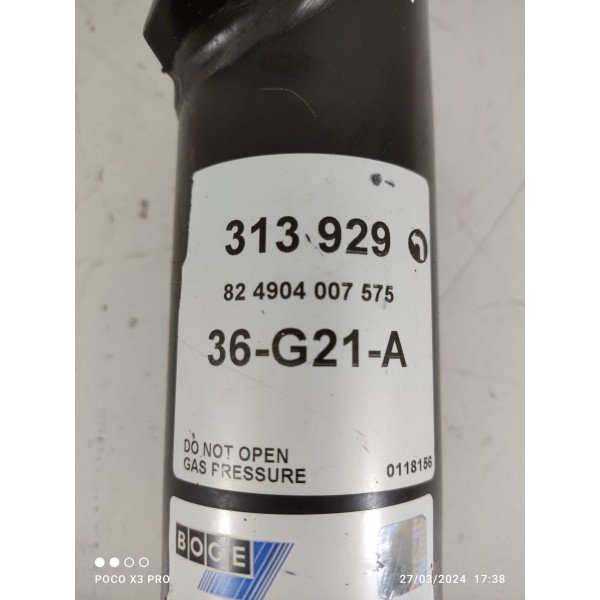 313 929
82 4904 007 575
36-G21-A
DO NOT OPEN
GAS PRESSURE
0118156
BOGE
POCO X3 PRO
27/03/2024 17:38